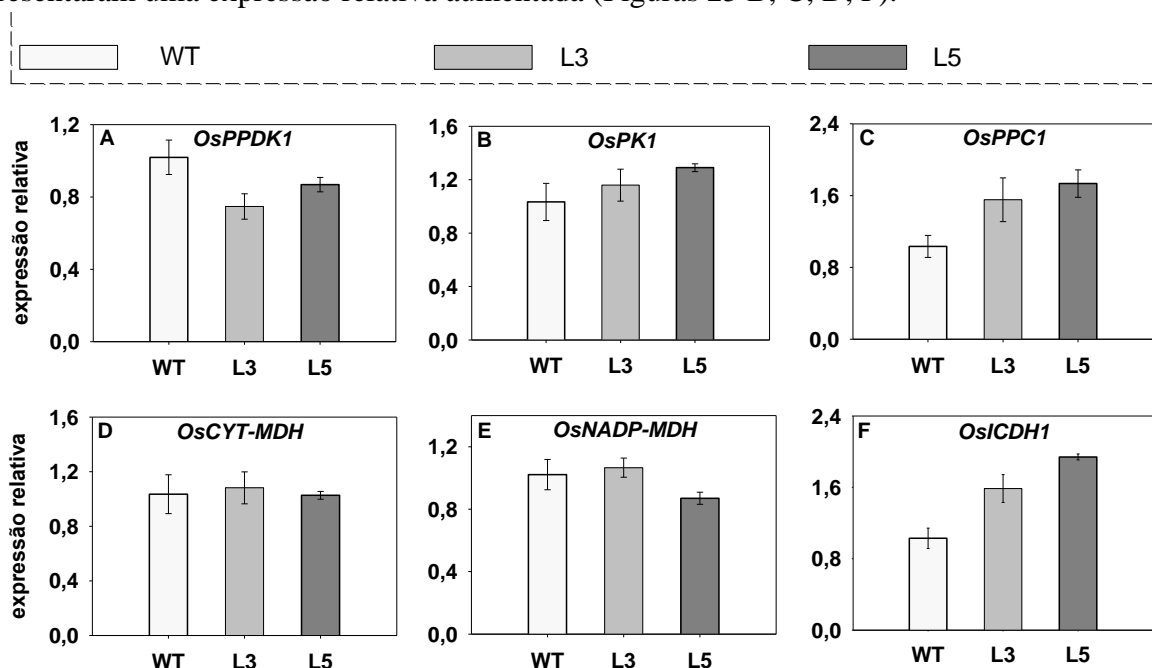 expressão relativa aumentada
WT L3 L5
A OsPPDK1
B OsPK1
C OsPPC1
expressão relativa
1,2
0,8
0,4
0,0
1,6
1,2
0,8
0,4
0,0
2,4
1,6
0,8
0,0
WT L3 L5
WT L3 L5
WT L3 L5
D OsCYT-MDH
E OsNADP-MDH
F OsICDH1
expressão relativa
1,6
1,2
0,8
0,4
0,0
1,2
0,8
0,4
0,0
2,4
1,6
0,8
0,0
WT L3 L5
WT L3 L5
WT L3 L5